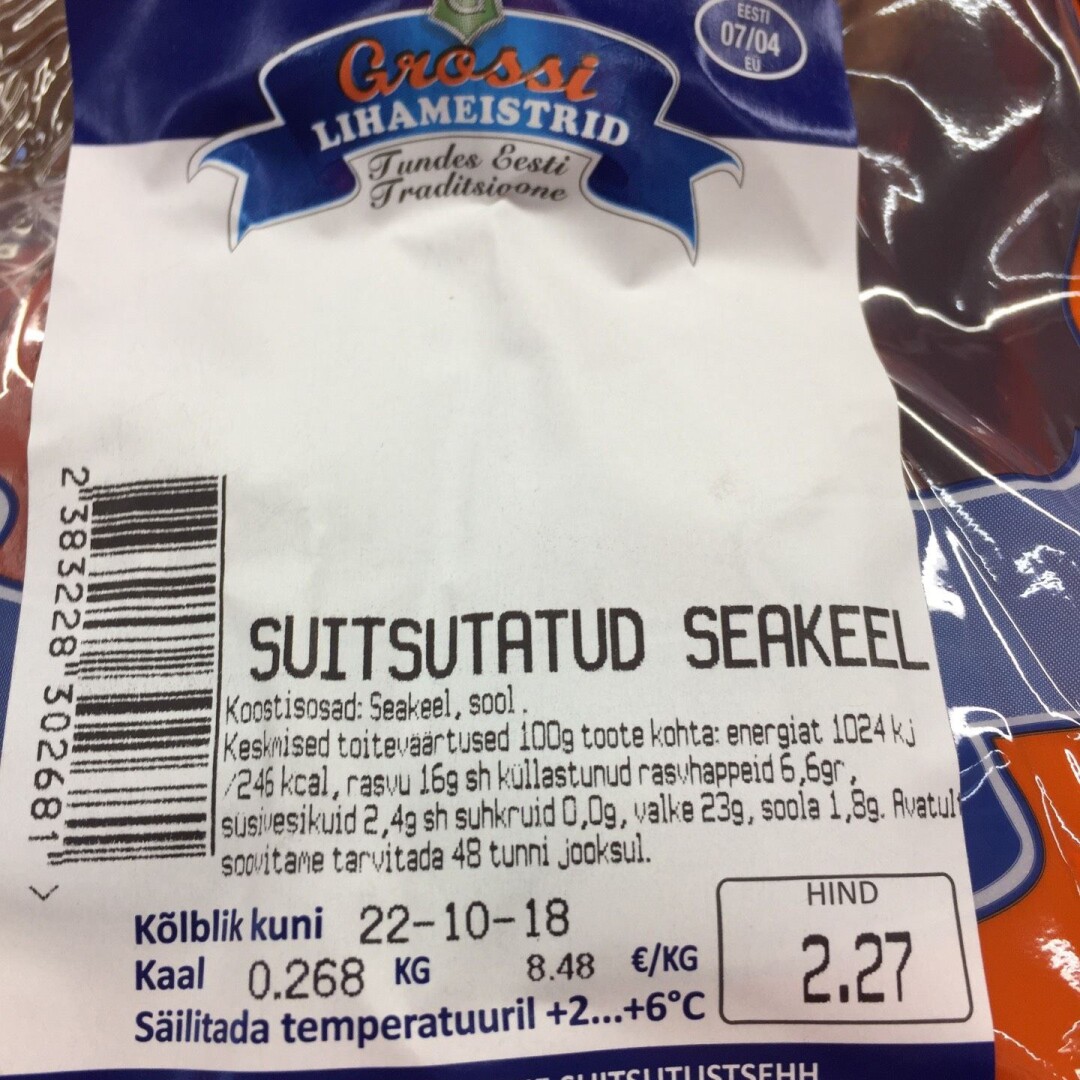 EESTI
07/04
EU
Grossi
LIHAMEISTRID
Tundes Eesti
Traditsioone
2 383228 302681 >
SUITSUTATUD SEAKEEL
Koostisosad: Seakeel, sool.
Keskmised toiteväärtused 100g toote kohta: energiat 1024 kj
/246 kcal, rasvu 16g sh küllastunud rasvhappeid 6,6gr,
süsivesikuid 2,4g sh suhkruid 0,0g, valke 23g, soola 1,8g. Avatult
soovitame tarvitada 48 tunni jooksul.
Kõlblik kuni 22-10-18
HIND
Kaal 0.268 KG 8.48 €/KG
2.27
Säilitada temperatuuril +2...+6°C
SUITSUTUSTSEHH